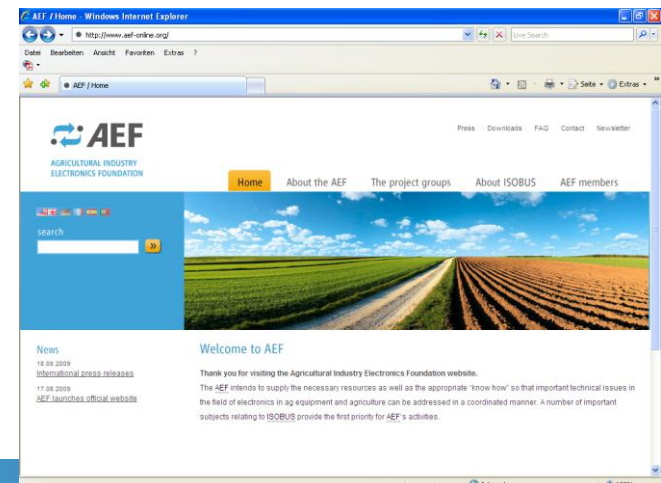 AEF / Home - Windows Internet Explorer
http://www.aef-online.org/
Live Search
Datei Bearbeiten Ansicht Favoriten Extras ?
AEF / Home
Seite Extras
AEF
AGRICULTURAL INDUSTRY
ELECTRONICS FOUNDATION
Press Downloads FAQ Contact Newsletter
Home About the AEF The project groups About ISOBUS AEF members
search
News
18.06.2009
International press releases
17.06.2009
AEF launches official website
Welcome to AEF
Thank you for visiting the Agricultural Industry Electronics Foundation website.
The AEF intends to supply the necessary resources as well as the appropriate "know how" so that important technical issues in
the field of electronics in ag equipment and agriculture can be addressed in a coordinated manner. A number of important
subjects relating to ISOBUS provide the first priority for AEF's activities.